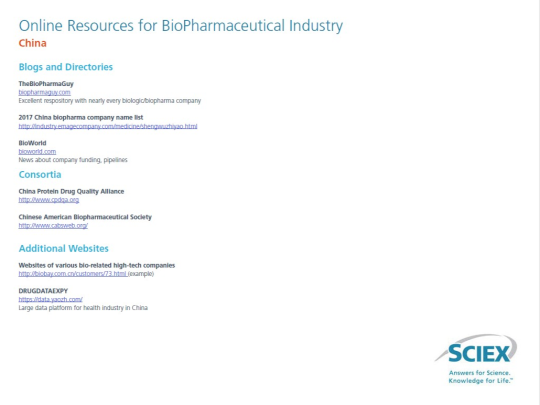 Online Resources for BioPharmaceutical Industry
China
Blogs and Directories
TheBioPharmaGuy
biopharmaguy.com
Excellent respository with nearly every biologic/biopharma company
2017 China biopharma company name list
http://industry.emagecompany.com/medicine/shengwuzhiyao.html
BioWorld
bioworld.com
News about company funding, pipelines
Consortia
China Protein Drug Quality Alliance
http://www.cpdqa.org
Chinese American Biopharmaceutical Society
http://www.cabsweb.org/
Additional Websites
Websites of various bio-related high-tech companies
http://biobay.com.cn/customers/73.html (example)
DRUGDATAEXPY
https://data.yaozh.com/
Large data platform for health industry in China
SCIEX
Answers for Science.
Knowledge for Life.™